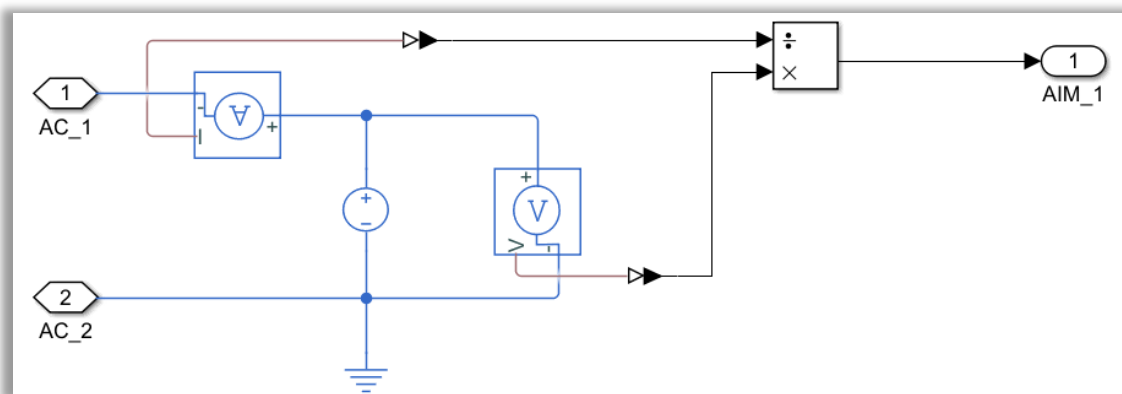 ÷
1
×
1
AC_1
AIM_1
-
A
+
I
+
+
V
-
V
-
2
AC_2